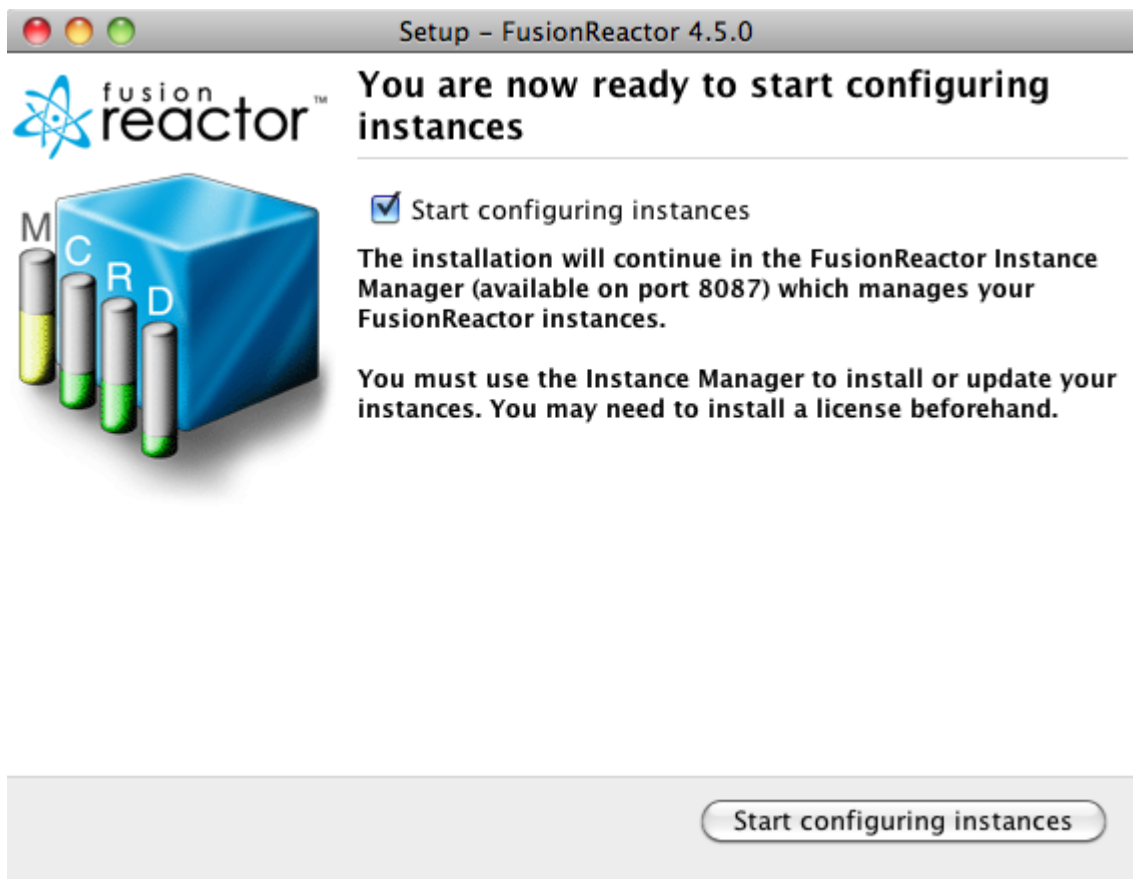 Setup – FusionReactor 4.5.0
fusion
reactor™
You are now ready to start configuring
instances
M
C
R
D
Start configuring instances
The installation will continue in the FusionReactor Instance
Manager (available on port 8087) which manages your
FusionReactor instances.
You must use the Instance Manager to install or update your
instances. You may need to install a license beforehand.
Start configuring instances